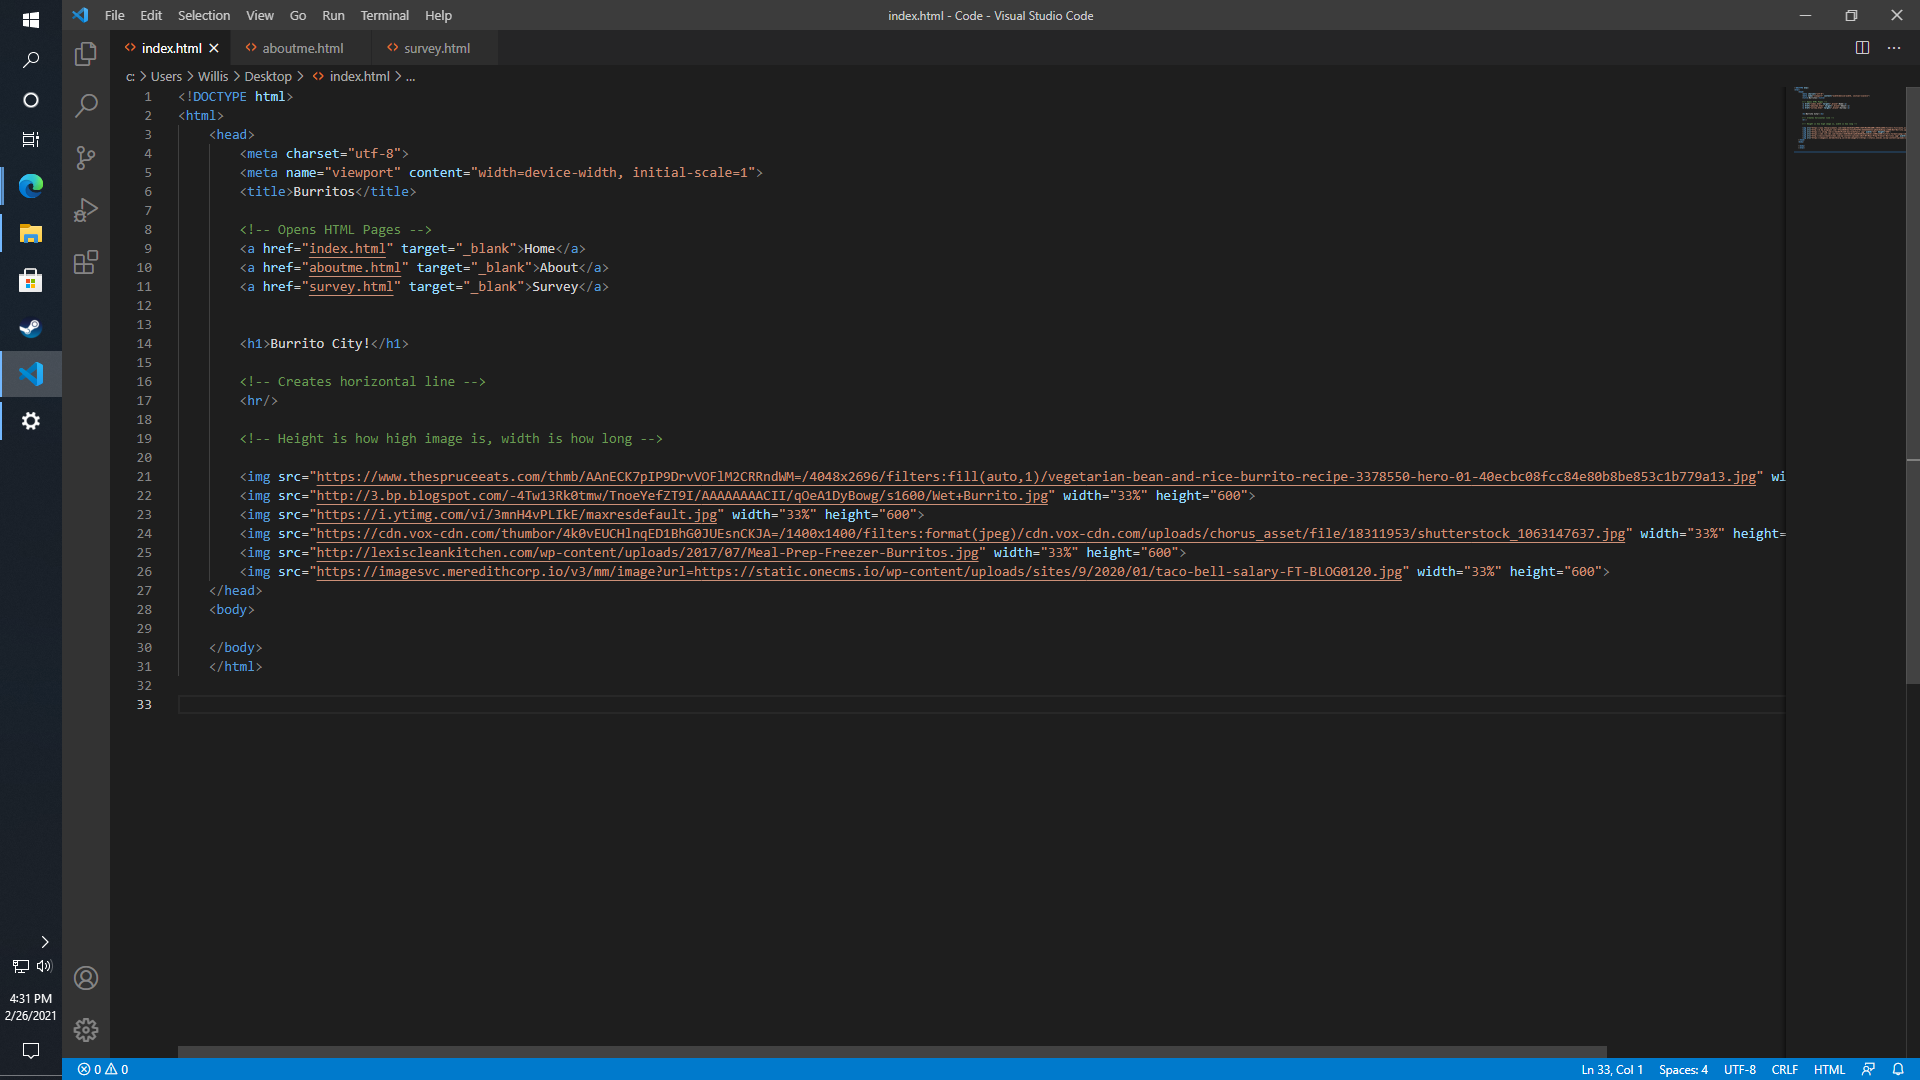 File Edit Selection View Go Run Terminal Help
index.html - Code - Visual Studio Code
index.html aboutme.html survey.html
c: > Users > Willis > Desktop > index.html > ...
1 <!DOCTYPE html>
2 <html>
3 <head>
4 <meta charset="utf-8">
5 <meta name="viewport" content="width=device-width, initial-scale=1">
6 <title>Burritos</title>
7
8 <!-- Opens HTML Pages -->
9 <a href="index.html" target="_blank">Home</a>
10 <a href="aboutme.html" target="_blank">About</a>
11 <a href="survey.html" target="_blank">Survey</a>
12
13
14 <h1>Burrito City!</h1>
15
16 <!-- Creates horizontal line -->
17 <hr/>
18
19 <!-- Height is how high image is, width is how long -->
20
21 <img src="https://www.thespruceeats.com/thmb/AAnECK7pIP9DrvVOFlM2CRRndWM=/4048x2696/filters:fill(auto,1)/vegetarian-bean-and-rice-burrito-recipe-3378550-hero-01-40ecbc08fcc84e80b8be853c1b779a13.jpg" wi
22 <img src="http://3.bp.blogspot.com/-4Tw13Rk0tmw/TnoeYefZT9I/AAAAAAAACII/qOeA1DyBowg/s1600/Wet+Burrito.jpg" width="33%" height="600">
23 <img src="https://i.ytimg.com/vi/3mnH4vPLIkE/maxresdefault.jpg" width="33%" height="600">
24 <img src="https://cdn.vox-cdn.com/thumbor/4k0vEUCHlnqED1BhG0JUEsnCKJA=/1400x1400/filters:format(jpeg)/cdn.vox-cdn.com/uploads/chorus_asset/file/18311953/shutterstock_1063147637.jpg" width="33%" height=
25 <img src="http://lexiscleankitchen.com/wp-content/uploads/2017/07/Meal-Prep-Freezer-Burritos.jpg" width="33%" height="600">
26 <img src="https://imagesvc.meredithcorp.io/v3/mm/image?url=https://static.onecms.io/wp-content/uploads/sites/9/2020/01/taco-bell-salary-FT-BLOG0120.jpg" width="33%" height="600">
27 </head>
28 <body>
29
30 </body>
31 </html>
32
33
4:31 PM
2/26/2021
0 0
Ln 33, Col 1 Spaces: 4 UTF-8 CRLF HTML